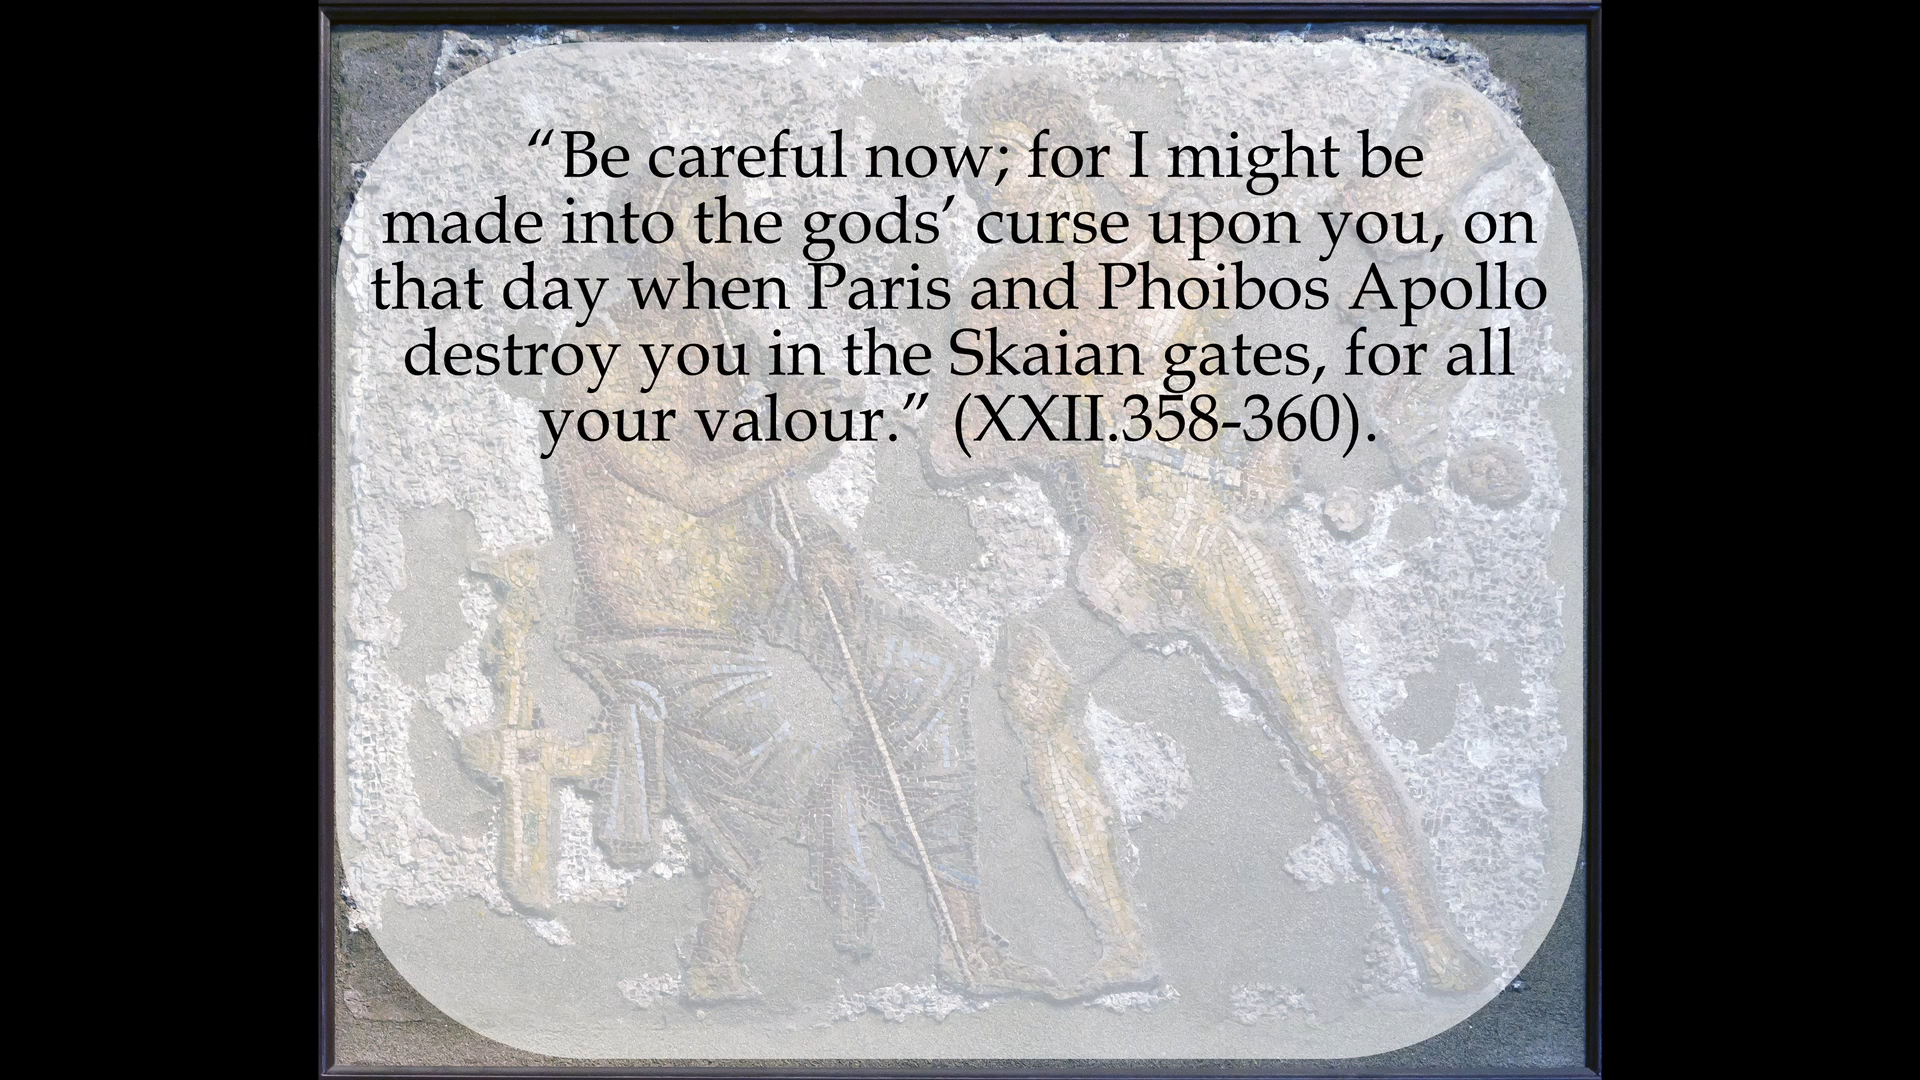 “Be careful now; for I might be
made into the gods’ curse upon you, on
that day when Paris and Phoibos Apollo
destroy you in the Skaian gates, for all
your valour.” (XXII.358-360).